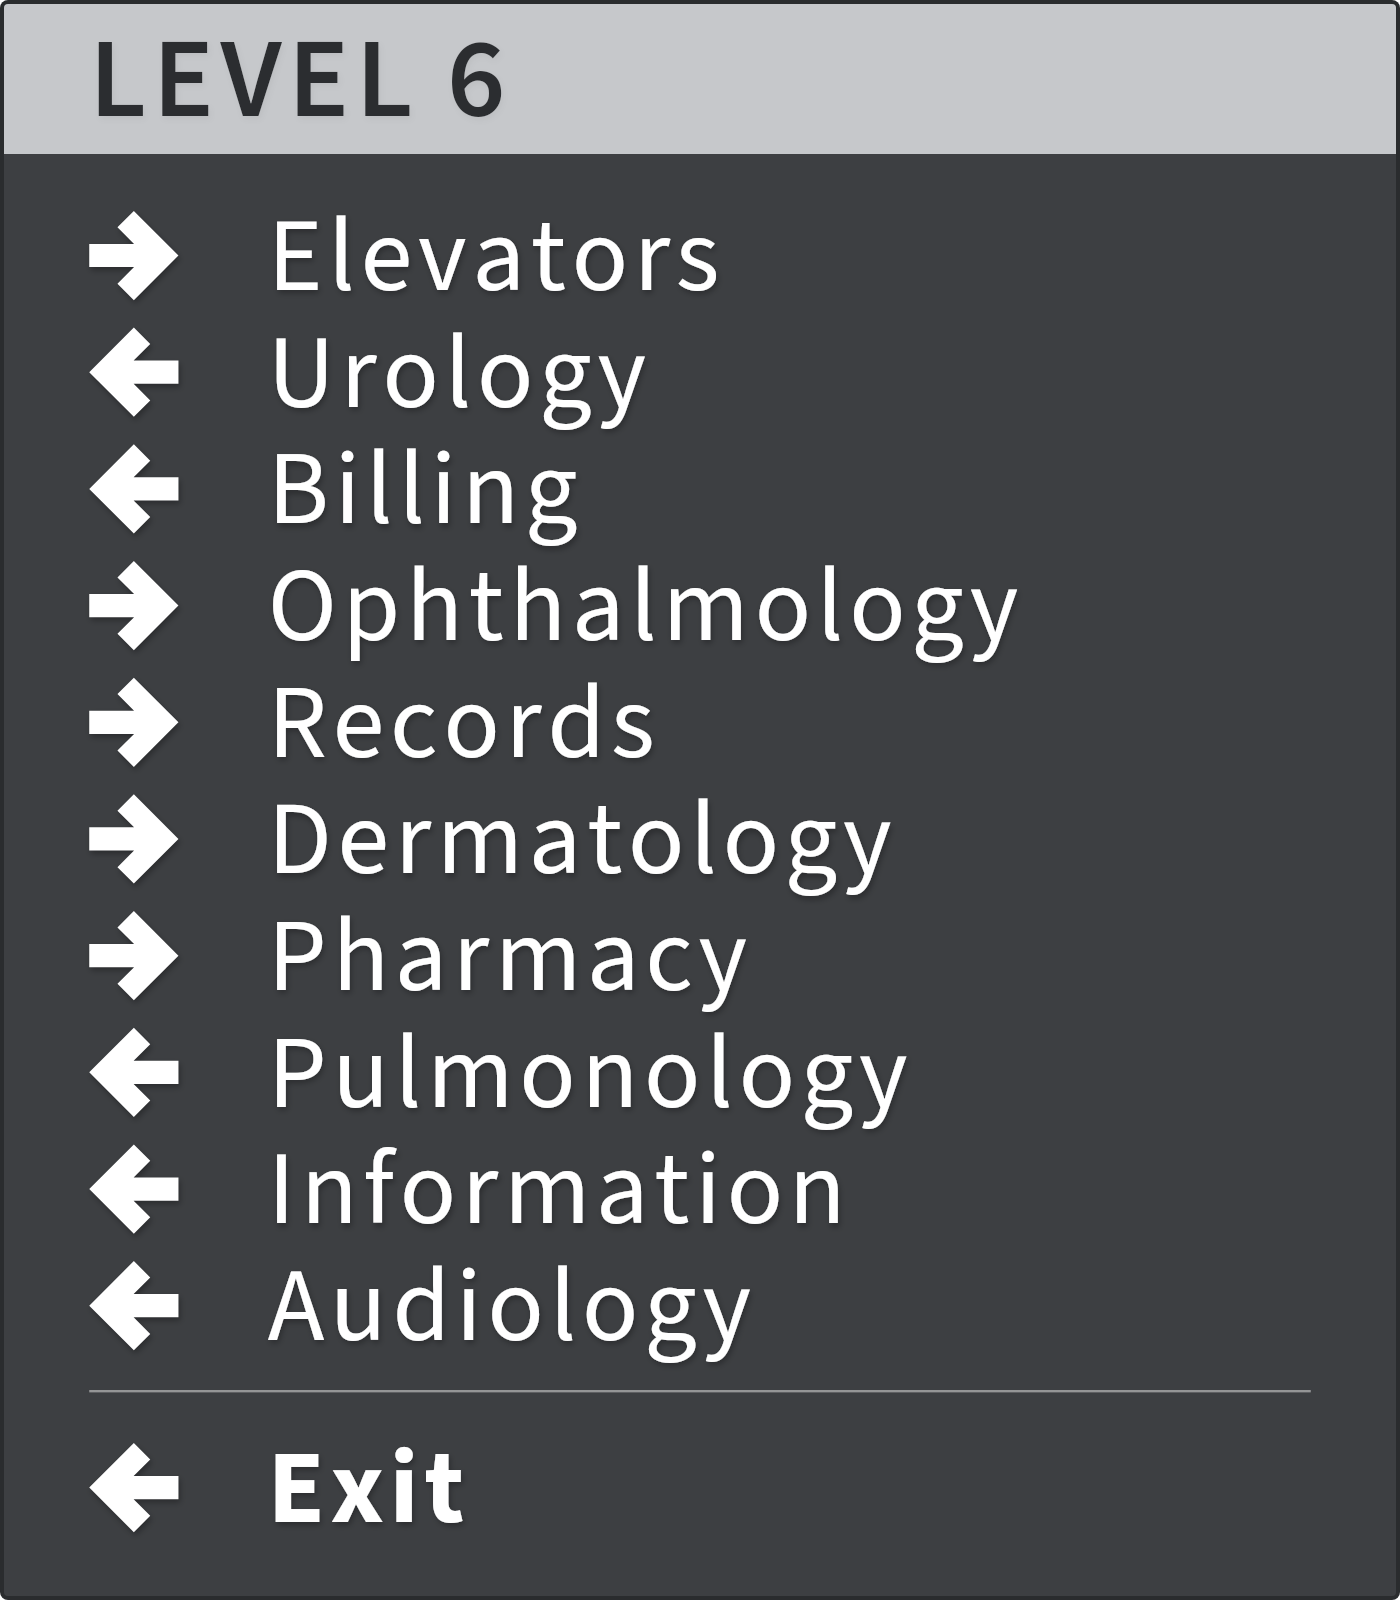 LEVEL 6
Elevators
Urology
Billing
Ophthalmology
Records
Dermatology
Pharmacy
Pulmonology
Information
Audiology
Exit